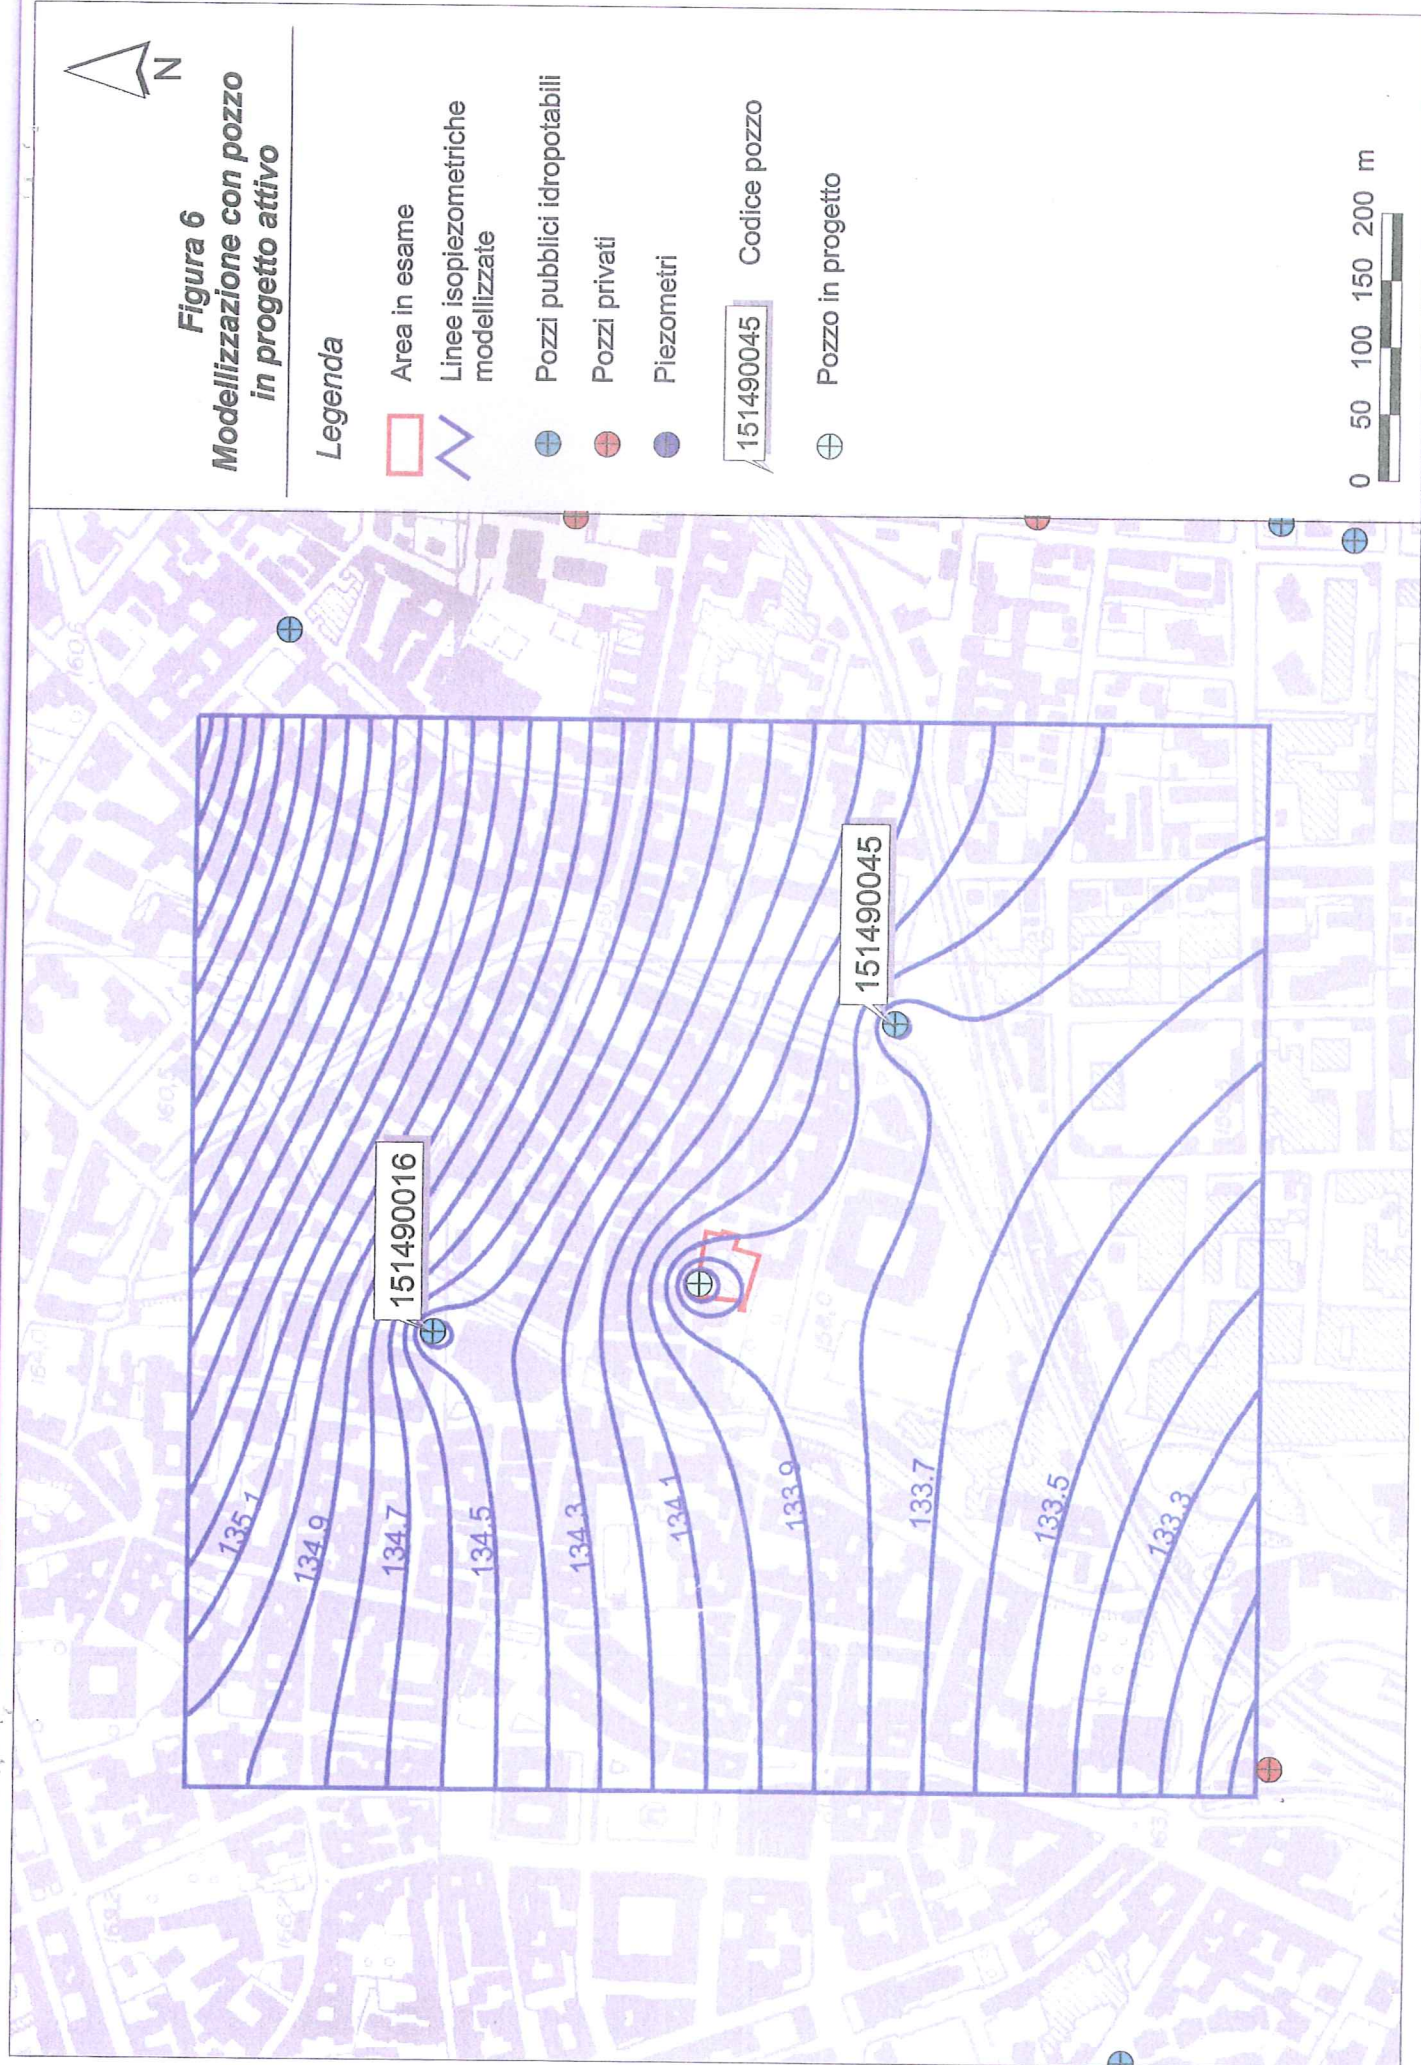 N
Figura 6
Modellizzazione con pozzo
in progetto attivo
Legenda
Area in esame
Linee isopiezometriche
modellizzate
Pozzi pubblici idropotabili
Pozzi privati
Piezometri
151490045
Codice pozzo
Pozzo in progetto
0 50 100 150 200 m
151490016
151490045
135.1
134.9
134.7
134.5
134.3
134.1
133.9
133.7
133.5
133.3
160,5